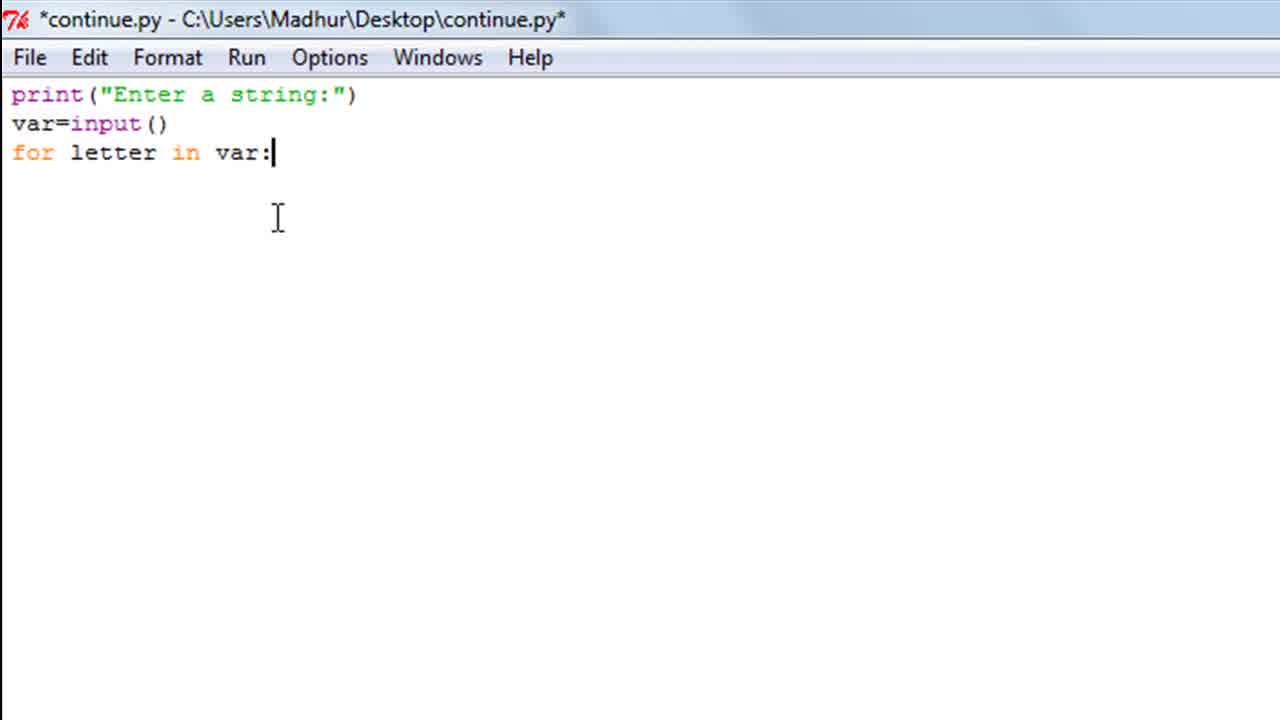 *continue.py - C:\Users\Madhur\Desktop\continue.py*
File Edit Format Run Options Windows Help
print("Enter a string:")
var=input()
for letter in var: